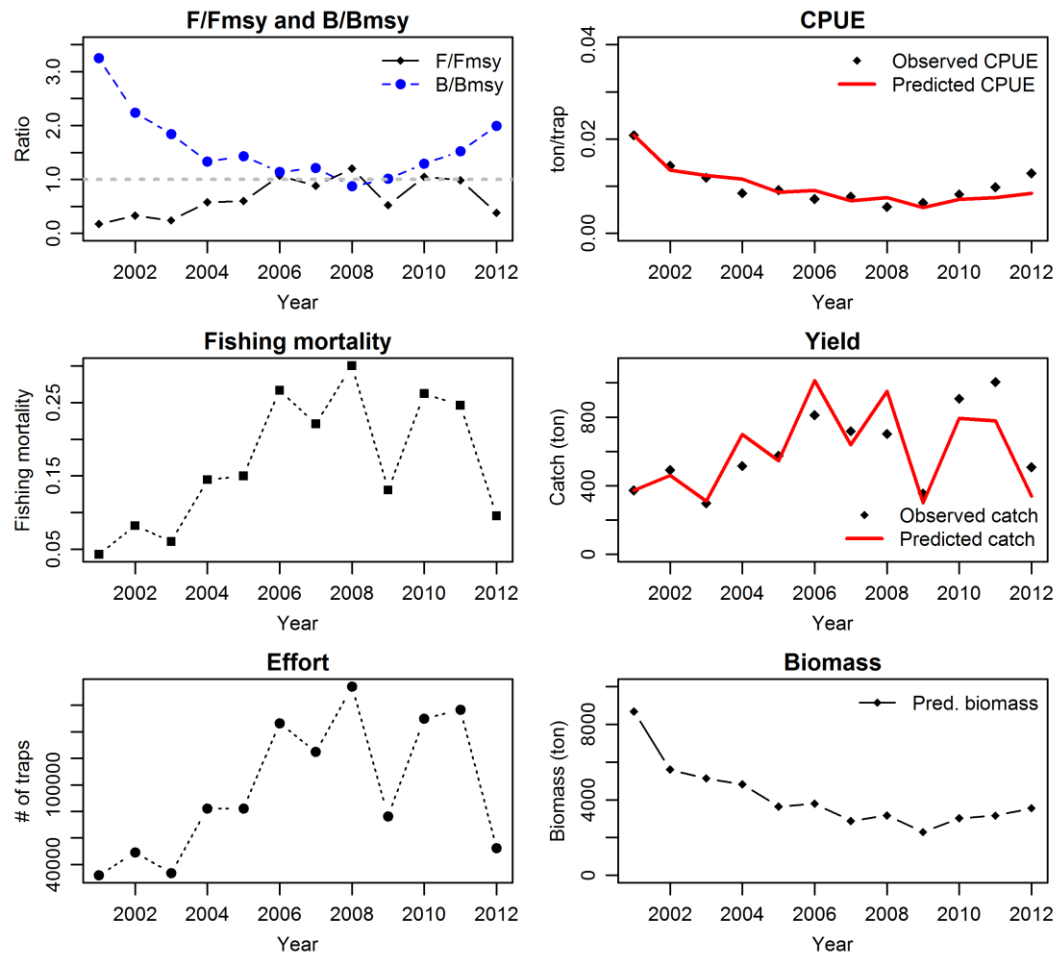 F/Fmsy and B/Bmsy
Ratio
0.0 1.0 2.0 3.0
F/Fmsy
B/Bmsy
2002 2004 2006 2008 2010 2012
Year
CPUE
ton/trap
0.00 0.02 0.04
Observed CPUE
Predicted CPUE
2002 2004 2006 2008 2010 2012
Year
Fishing mortality
Fishing mortality
0.05 0.15 0.25
2002 2004 2006 2008 2010 2012
Year
Yield
Catch (ton)
0 400 800
Observed catch
Predicted catch
2002 2004 2006 2008 2010 2012
Year
Effort
# of traps
40000 100000
2002 2004 2006 2008 2010 2012
Year
Biomass
Biomass (ton)
0 4000 8000
Pred. biomass
2002 2004 2006 2008 2010 2012
Year